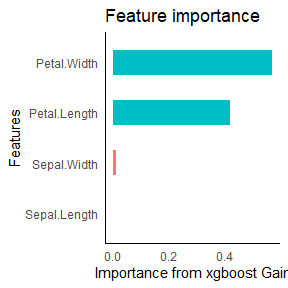 Feature importance
Petal.Width
Petal.Length
Sepal.Width
Sepal.Length
Features
0.0 0.2 0.4
Importance from xgboost Gain